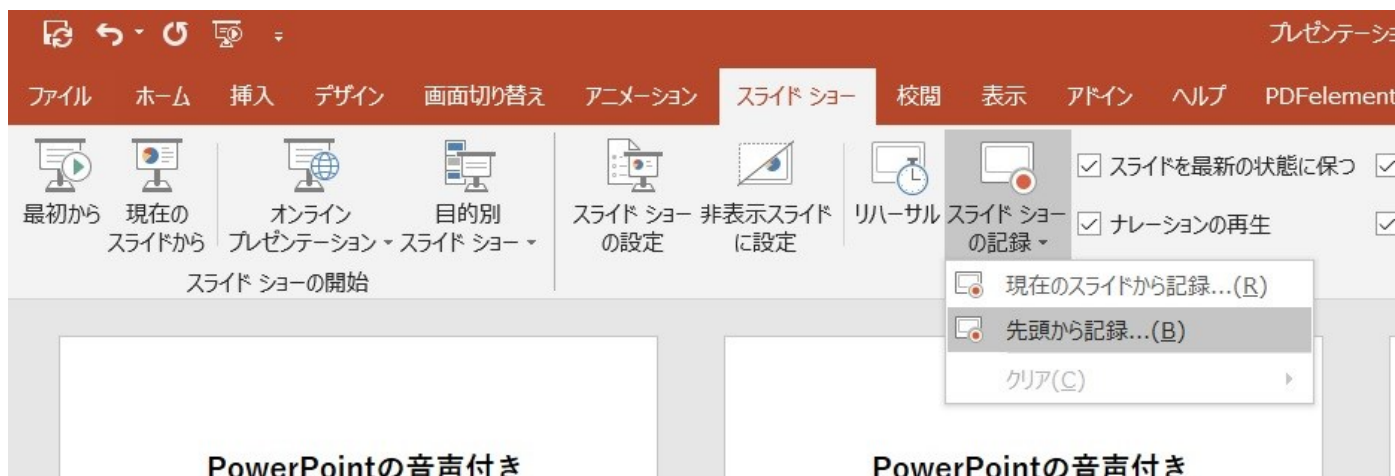 プレゼンテーショ
ファイル ホーム 挿入 デザイン 画面切り替え アニメーション スライド ショー 校閲 表示 アドイン ヘルプ PDFelement
最初から
現在の
スライドから
オンライン
プレゼンテーション
目的別
スライド ショー
スライド ショー
の設定
非表示スライド
に設定
リハーサル
スライド ショー
の記録
スライドを最新の状態に保つ
ナレーションの再生
スライド ショーの開始
現在のスライドから記録...(R)
先頭から記録...(B)
クリア(C)
PowerPointの音声付き
PowerPointの音声付き